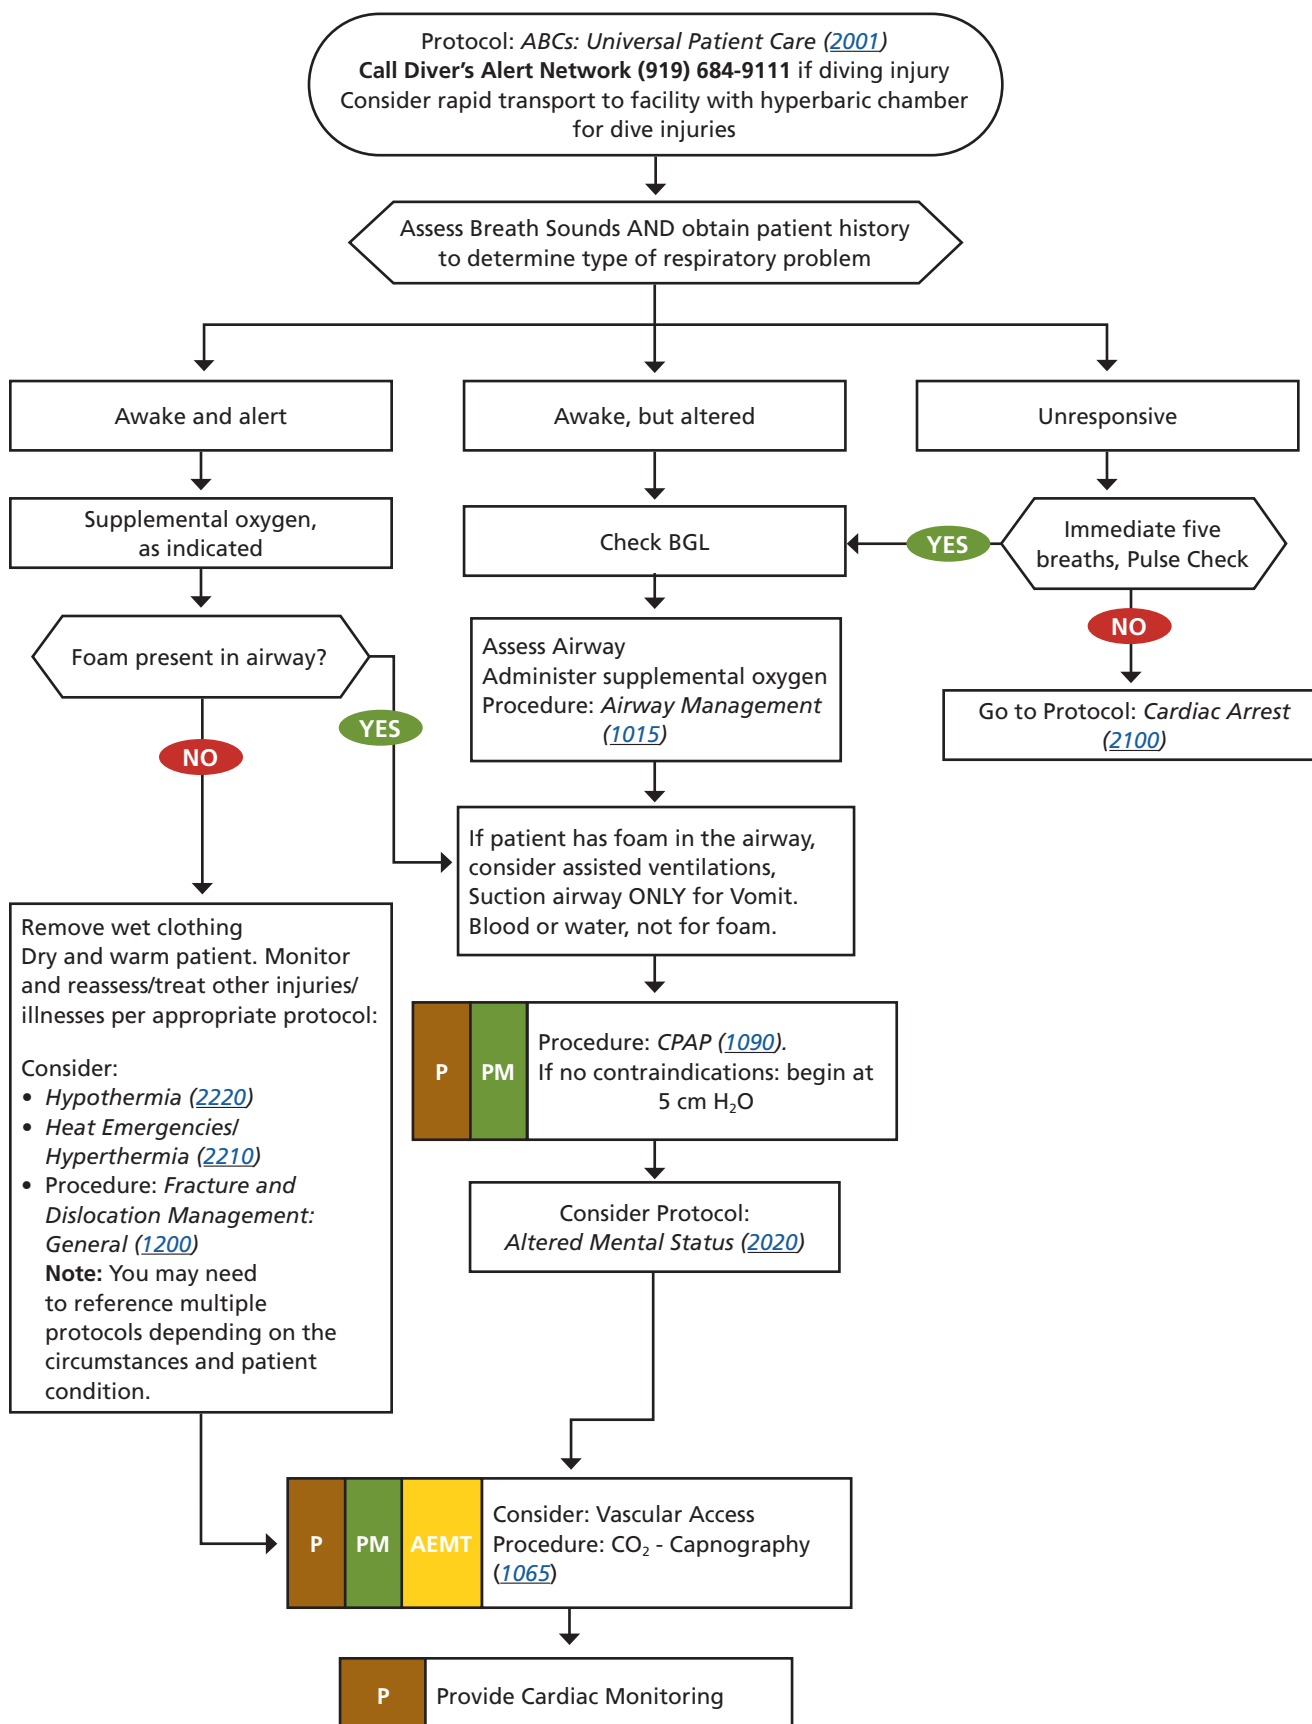 Protocol: ABCs: Universal Patient Care (2001)
Call Diver's Alert Network (919) 684-9111 if diving injury
Consider rapid transport to facility with hyperbaric chamber
for dive injuries
Assess Breath Sounds AND obtain patient history
to determine type of respiratory problem
Awake and alert
Awake, but altered
Unresponsive
Supplemental oxygen,
as indicated
Check BGL
YES
Immediate five
breaths, Pulse Check
NO
Foam present in airway?
YES
NO
Assess Airway
Administer supplemental oxygen
Procedure: Airway Management
(1015)
Go to Protocol: Cardiac Arrest
(2100)
If patient has foam in the airway,
consider assisted ventilations,
Suction airway ONLY for Vomit.
Blood or water, not for foam.
Remove wet clothing
Dry and warm patient. Monitor
and reassess/treat other injuries/
illnesses per appropriate protocol:
Consider:
• Hypothermia (2220)
• Heat Emergencies/
Hyperthermia (2210)
• Procedure: Fracture and
Dislocation Management:
General (1200)
Note: You may need
to reference multiple
protocols depending on the
circumstances and patient
condition.
P
PM
Procedure: CPAP (1090).
If no contraindications: begin at
5 cm H₂O
Consider Protocol:
Altered Mental Status (2020)
P
PM
AEMT
Consider: Vascular Access
Procedure: CO₂ - Capnography
(1065)
P
Provide Cardiac Monitoring